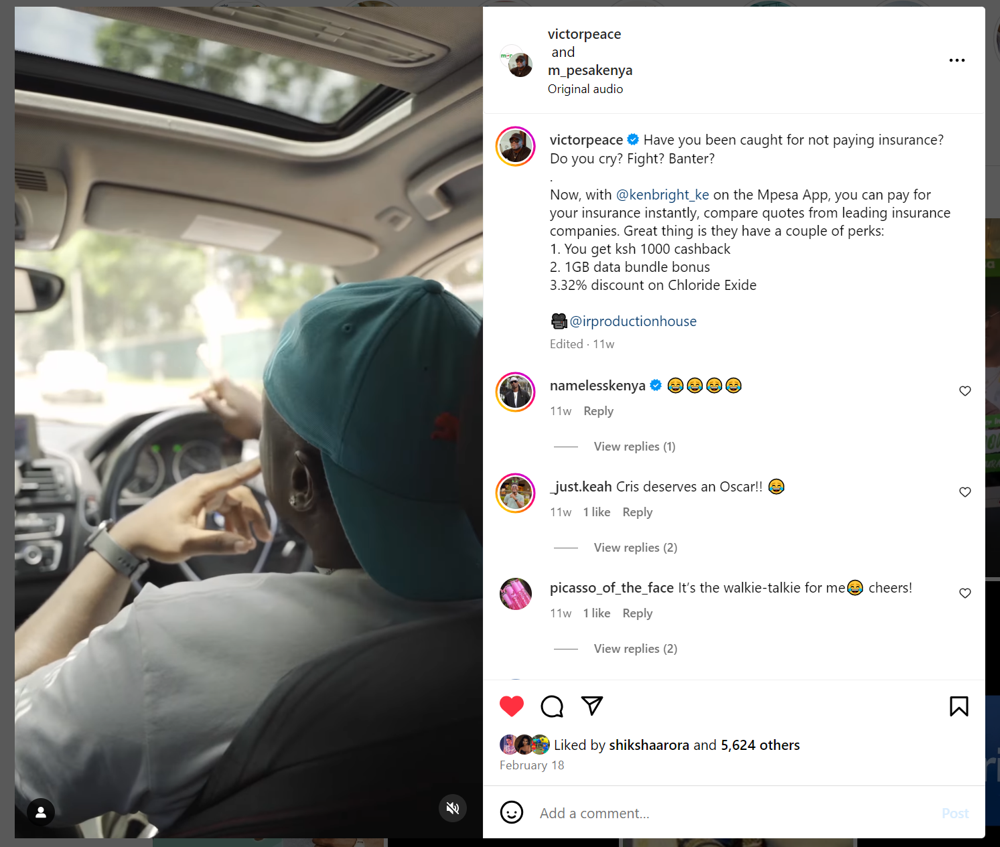 victorpeace
and
m_pesakenya
Original audio
victorpeace Have you been caught for not paying insurance?
Do you cry? Fight? Banter?
.
Now, with @kenbright_ke on the Mpesa App, you can pay for
your insurance instantly, compare quotes from leading insurance
companies. Great thing is they have a couple of perks:
1. You get ksh 1000 cashback
2. 1GB data bundle bonus
3.32% discount on Chloride Exide
🎥@irproductionhouse
Edited · 11w
namelesskenya 😂😂😂😂
11w Reply
View replies (1)
_just.keah Cris deserves an Oscar!! 😂
11w 1 like Reply
View replies (2)
picasso_of_the_face It’s the walkie-talkie for me😂 cheers!
11w 1 like Reply
View replies (2)
Liked by shikshaarora and 5,624 others
February 18
Add a comment...
Post